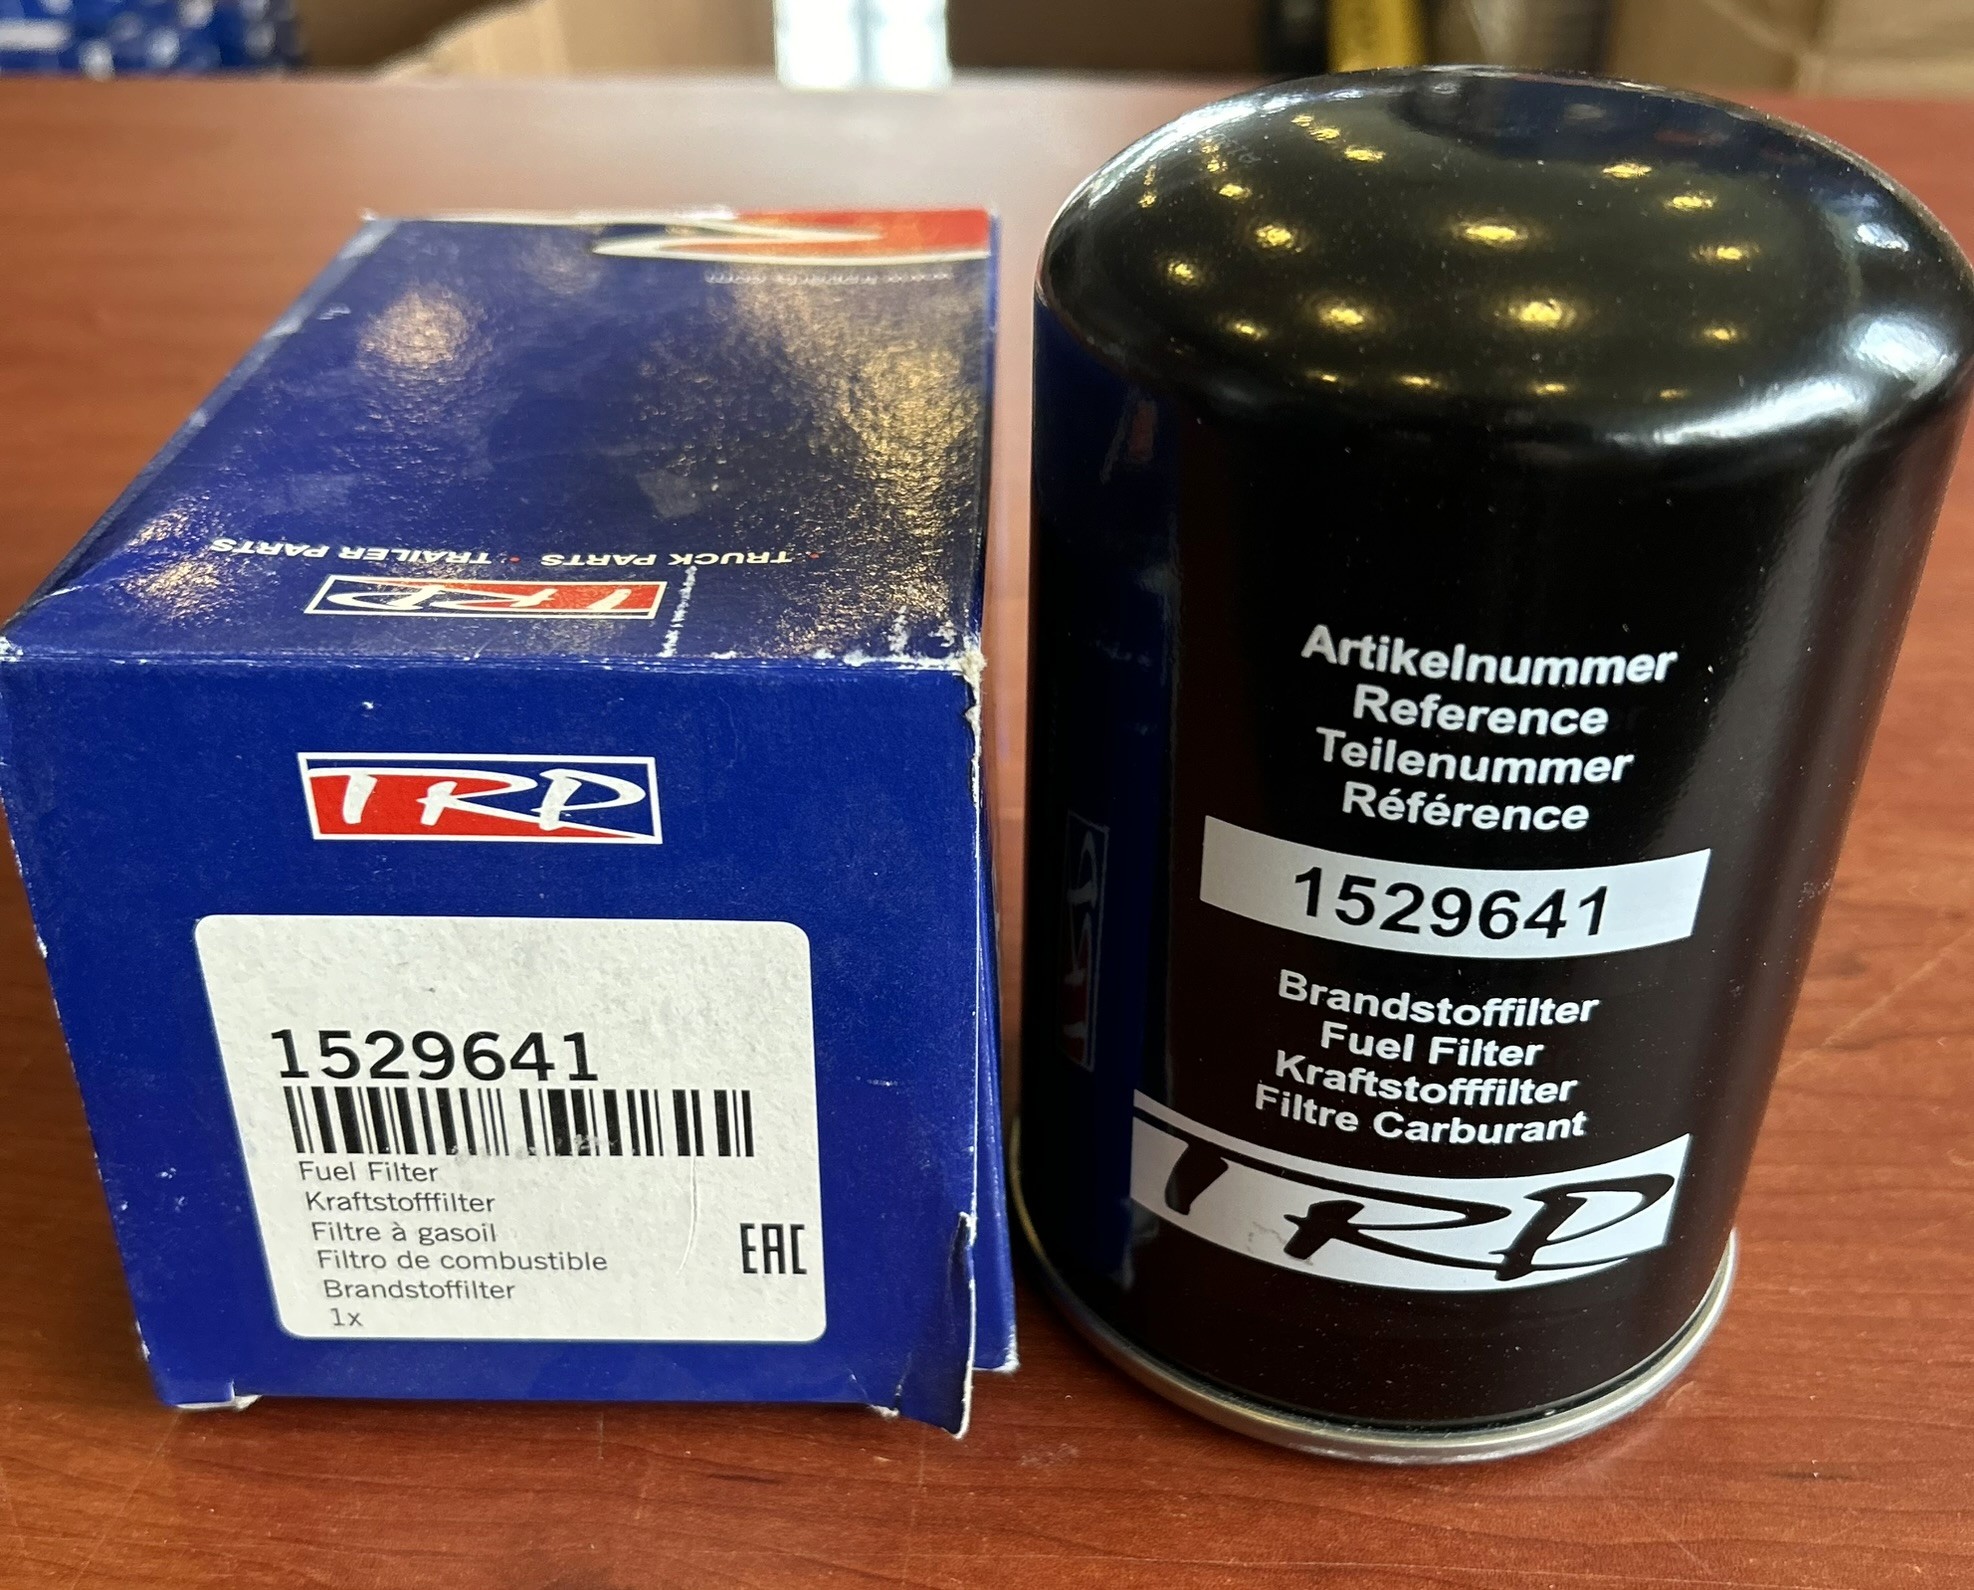 TRUCK PARTS · TRAILER PARTS
TRP
TRP
1529641
Fuel Filter
Kraftstofffilter
Filtre à gasoil
Filtro de combustible
Brandstoffilter
1x
EAC
Artikelnummer
Reference
Teilenummer
Référence
1529641
Brandstoffilter
Fuel Filter
Kraftstofffilter
Filtre Carburant
TRP